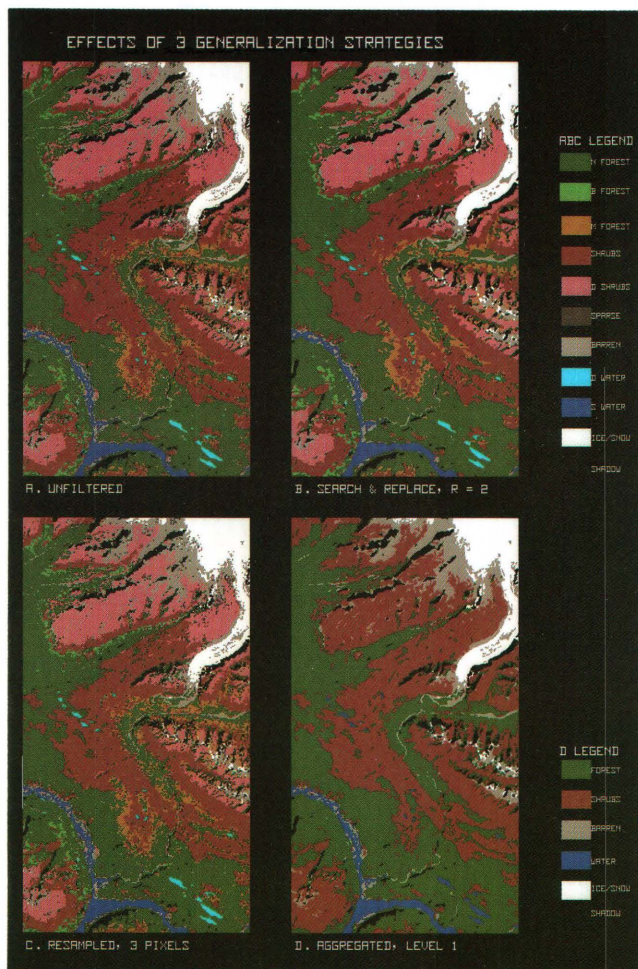 EFFECTS OF 3 GENERALIZATION STRATEGIES
ABC LEGEND
N FOREST
B FOREST
M FOREST
SHRUBS
D SHRUBS
SPARSE
BARREN
D WATER
S WATER
ICE/SNOW
SHADOW
A. UNFILTERED
B. SEARCH & REPLACE, R = 2
D LEGEND
FOREST
SHRUBS
BARREN
WATER
ICE/SNOW
SHADOW
C. RESAMPLED, 3 PIXELS
D. AGGREGATED, LEVEL 1